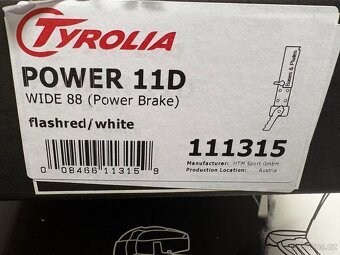 TYROLIA
POWER 11D
WIDE 88 (Power Brake)
flashred/white
111315
Manufacturer: HTM Sport GmbH
Production Location: Austria
0 08466 11315 9